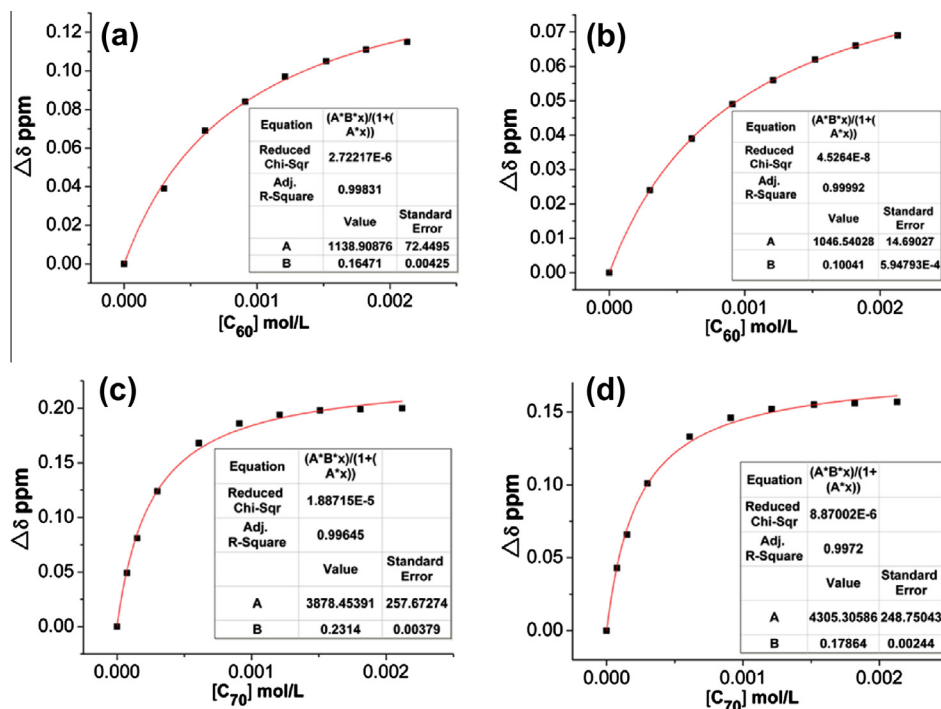 (a)
0.12
0.08
0.04
0.00
Δδ ppm
Equation (A*B*x)/(1+(
A*x))
Reduced
Chi-Sqr 2.72217E-6
Adj.
R-Square 0.99831
Value Standard
Error
A 1138.90876 72.4495
B 0.16471 0.00425
0.000 0.001 0.002
[C60] mol/L
(b)
0.07
0.06
0.05
0.04
0.03
0.02
0.01
0.00
Δδ ppm
Equation (A*B*x)/(1+(
A*x))
Reduced
Chi-Sqr 4.5264E-8
Adj.
R-Square 0.99992
Value Standard
Error
A 1046.54028 14.69027
B 0.10041 5.94793E-4
0.000 0.001 0.002
[C60] mol/L
(c)
0.20
0.15
0.10
0.05
0.00
Δδ ppm
Equation (A*B*x)/(1+(
A*x))
Reduced
Chi-Sqr 1.88715E-5
Adj.
R-Square 0.99645
Value Standard
Error
A 3878.45391 257.67274
B 0.2314 0.00379
0.000 0.001 0.002
[C70] mol/L
(d)
0.15
0.10
0.05
0.00
Δδ ppm
Equation (A*B*x)/(1+
(A*x))
Reduced
Chi-Sqr 8.87002E-6
Adj.
R-Square 0.9972
Value Standard
Error
A 4305.30586 248.75043
B 0.17864 0.00244
0.000 0.001 0.002
[C70] mol/L